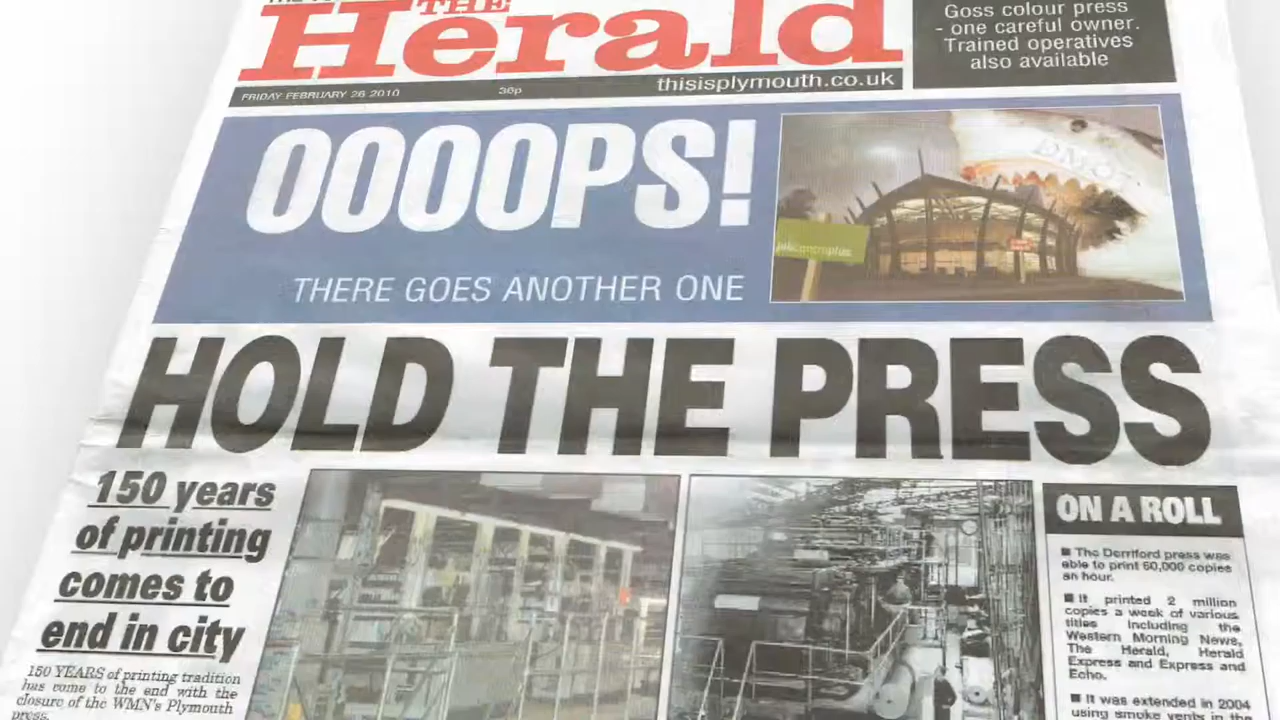 THE
Herald
FRIDAY FEBRUARY 26 2010
36p
thisisplymouth.co.uk
Goss colour press
- one careful owner.
Trained operatives
also available
OOOOPS!
THERE GOES ANOTHER ONE
DMGT
jobcentreplus
HOLD THE PRESS
150 years
of printing
comes to
end in city
150 YEARS of printing tradition
has come to the end with the
closure of the WMN's Plymouth
press.
ON A ROLL
■ The Derriford press was
able to print 60,000 copies
an hour.
■ It printed 2 million
copies a week of various
titles including the
Western Morning News,
The Herald, Herald
Express and Express and
Echo.
■ It was extended in 2004
using smoke vents in the